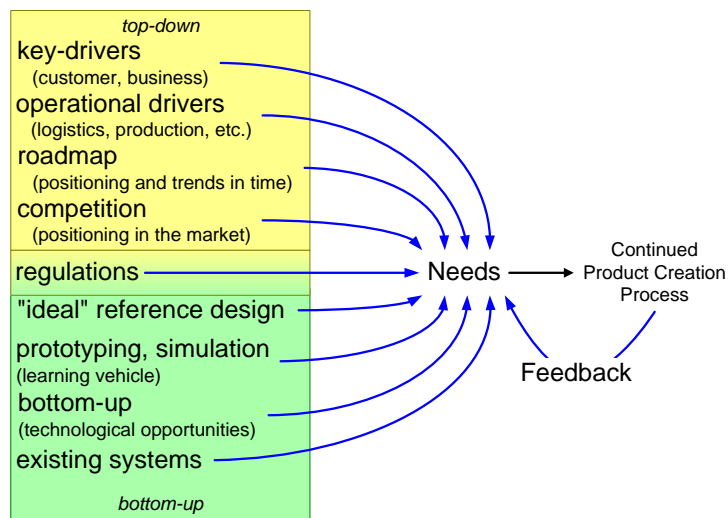 top-down
key-drivers
(customer, business)
operational drivers
(logistics, production, etc.)
roadmap
(positioning and trends in time)
competition
(positioning in the market)
regulations
"ideal" reference design
prototyping, simulation
(learning vehicle)
bottom-up
(technological opportunities)
existing systems
bottom-up
Needs
Continued
Product Creation
Process
Feedback